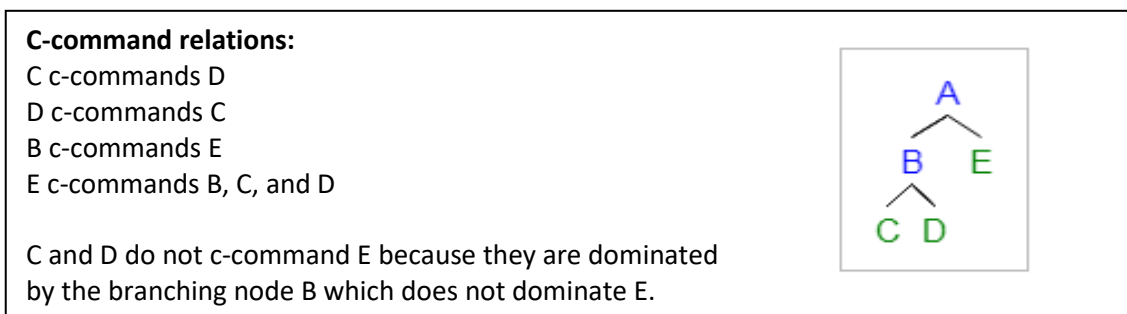 C-command relations:
C c-commands D
D c-commands C
B c-commands E
E c-commands B, C, and D
C and D do not c-command E because they are dominated
by the branching node B which does not dominate E.
A
B E
C D